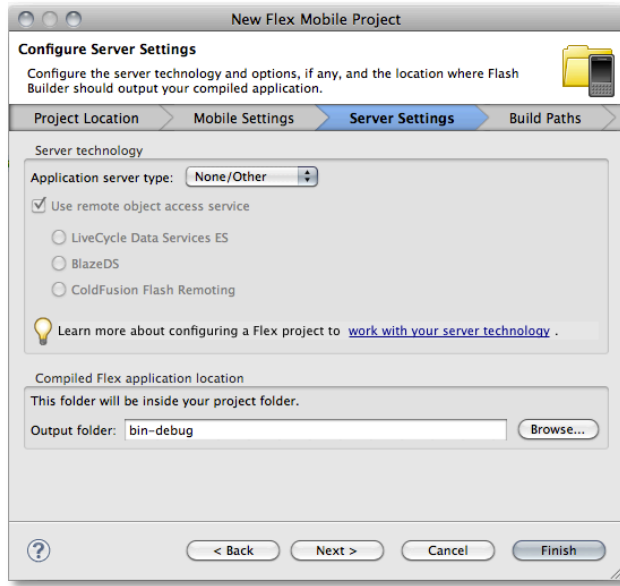 New Flex Mobile Project
Configure Server Settings
Configure the server technology and options, if any, and the location where Flash
Builder should output your compiled application.
Project Location Mobile Settings Server Settings Build Paths
Server technology
Application server type: None/Other
Use remote object access service
LiveCycle Data Services ES
BlazeDS
ColdFusion Flash Remoting
Learn more about configuring a Flex project to work with your server technology .
Compiled Flex application location
This folder will be inside your project folder.
Output folder: bin-debug Browse...
? < Back Next > Cancel Finish